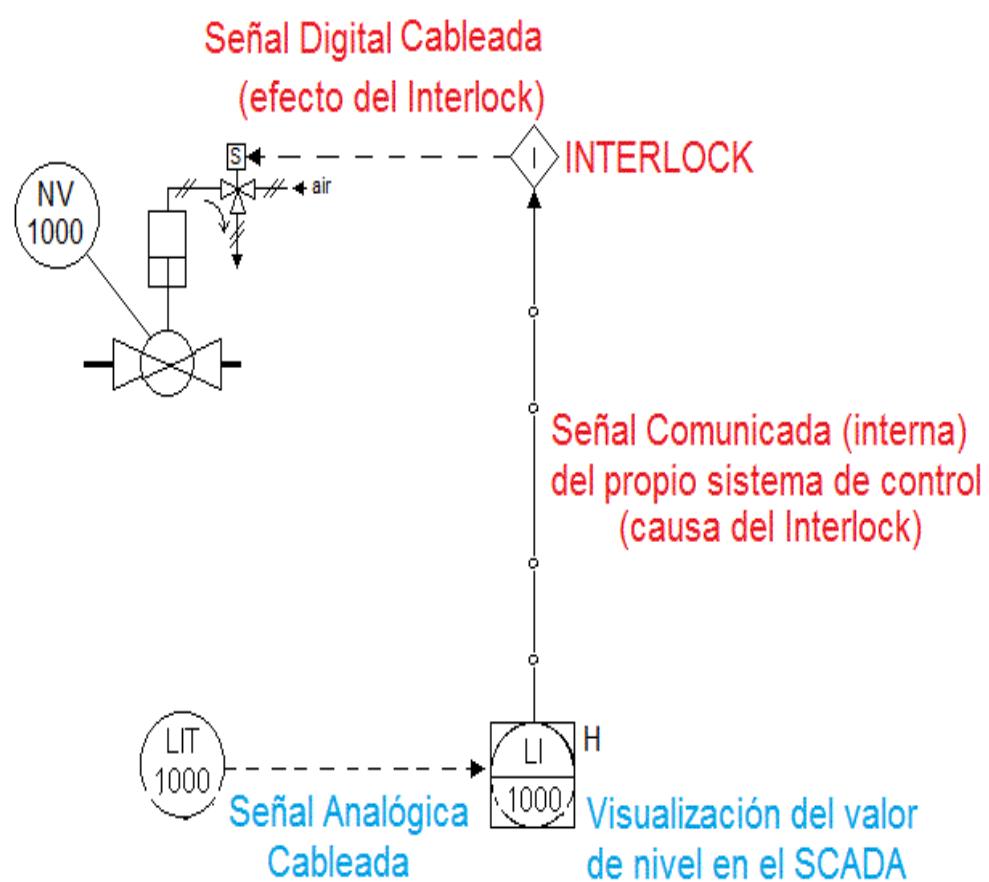 Señal Digital Cableada
(efecto del Interlock)
S
I
INTERLOCK
air
NV
1000
Señal Comunicada (interna)
del propio sistema de control
(causa del Interlock)
LIT
1000
LI
1000
H
Señal Analógica
Cableada
Visualización del valor
de nivel en el SCADA